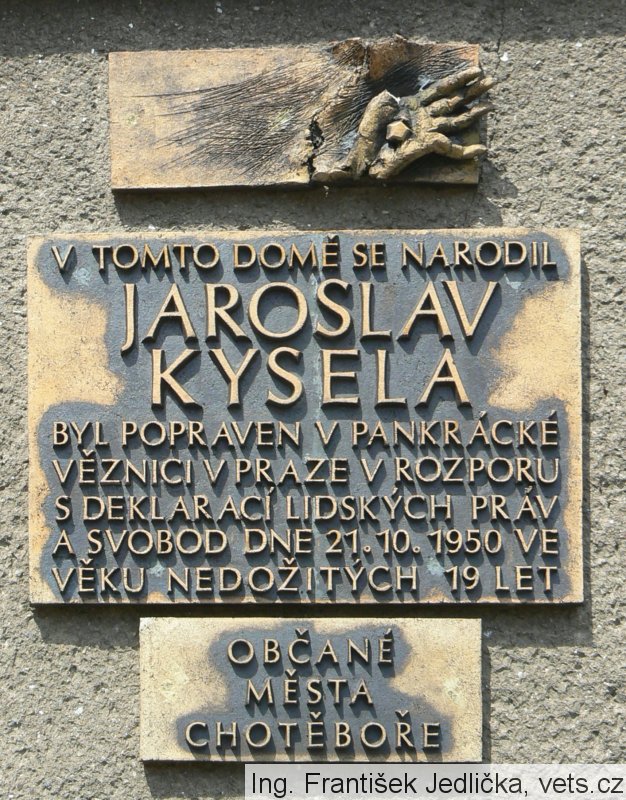 V TOMTO DOMĚ SE NARODIL
JAROSLAV
KYSELA
BYL POPRAVEN V PANKRÁCKÉ
VĚZNICI V PRAZE V ROZPORU
S DEKLARACÍ LIDSKÝCH PRÁV
A SVOBOD DNE 21. 10. 1950 VE
VĚKU NEDOŽITÝCH 19 LET
OBČANÉ
MĚSTA
CHOTĚBOŘE
Ing. František Jedlička, vets.cz